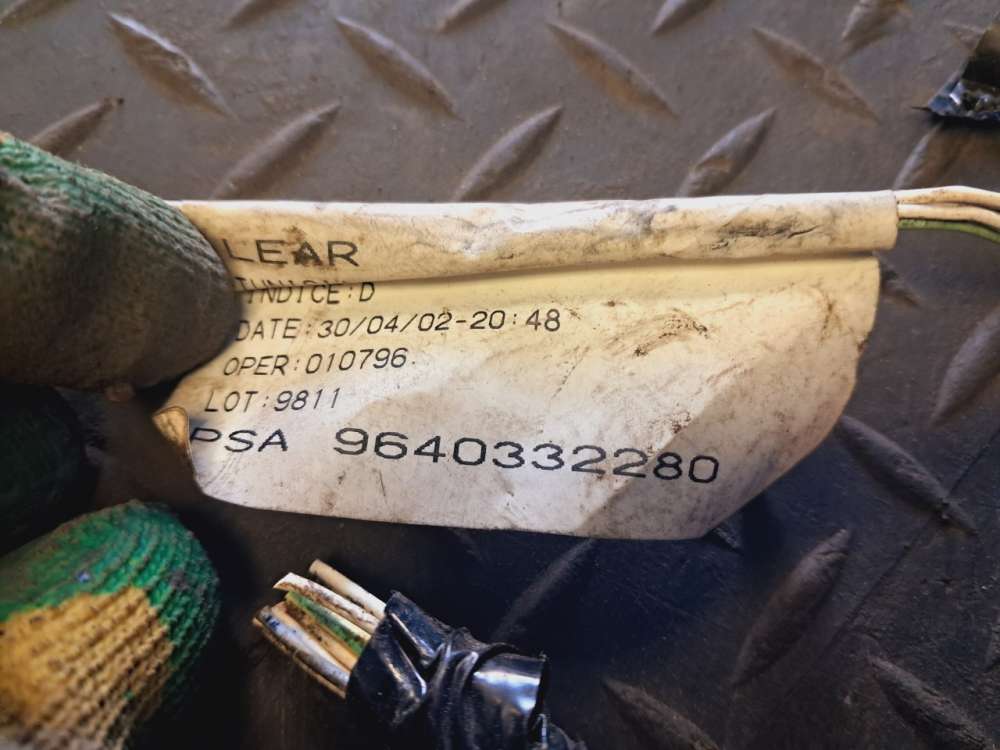 LEAR
INDICE:D
DATE:30/04/02-20:48
OPER:010796
LOT:9811
PSA 9640332280